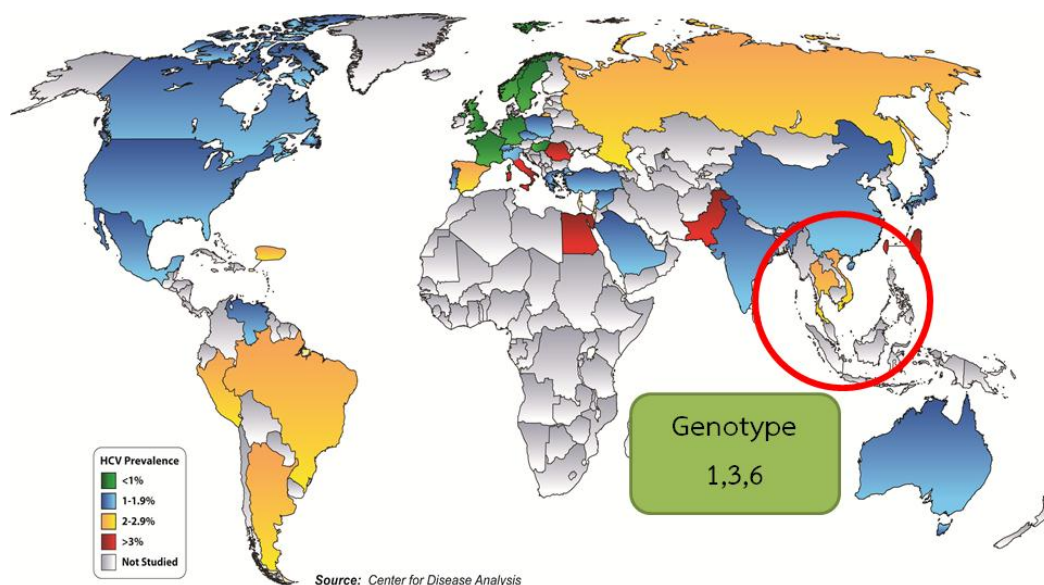 Genotype
1,3,6
HCV Prevalence
<1%
1-1.9%
2-2.9%
>3%
Not Studied
Source: Center for Disease Analysis